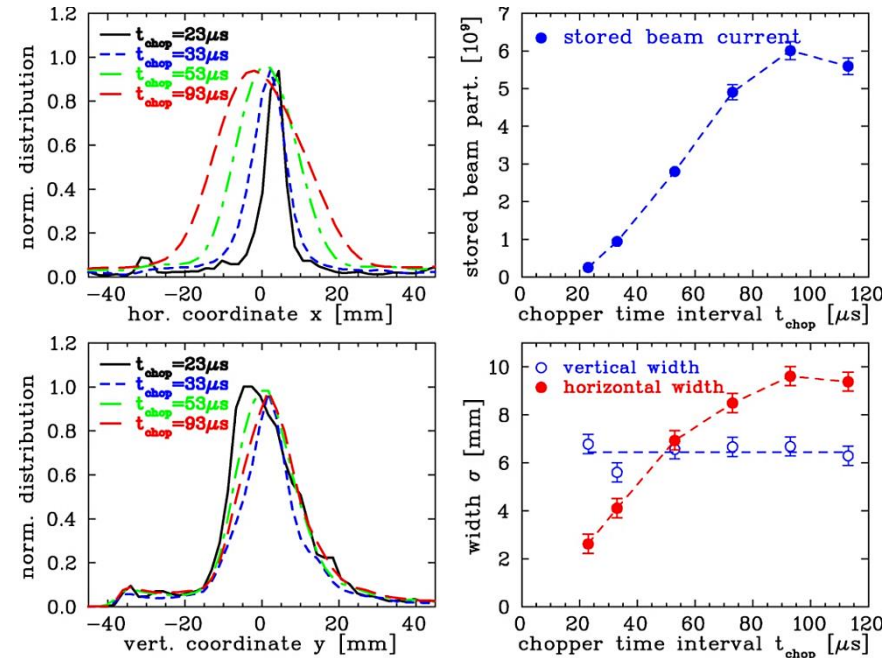 1.2
1.0
0.8
0.6
0.4
0.2
0.0
norm. distribution
t_chop=23μs
t_chop=33μs
t_chop=53μs
t_chop=93μs
−40 −20 0 20 40
hor. coordinate x [mm]
7
6
5
4
3
2
1
0
stored beam part. [10⁹]
stored beam current
0 20 40 60 80 100 120
chopper time interval t_chop [μs]
1.2
1.0
0.8
0.6
0.4
0.2
0.0
norm. distribution
t_chop=23μs
t_chop=33μs
t_chop=53μs
t_chop=93μs
−40 −20 0 20 40
vert. coordinate y [mm]
10
8
6
4
2
0
width σ [mm]
vertical width
horizontal width
0 20 40 60 80 100 120
chopper time interval t_chop [μs]